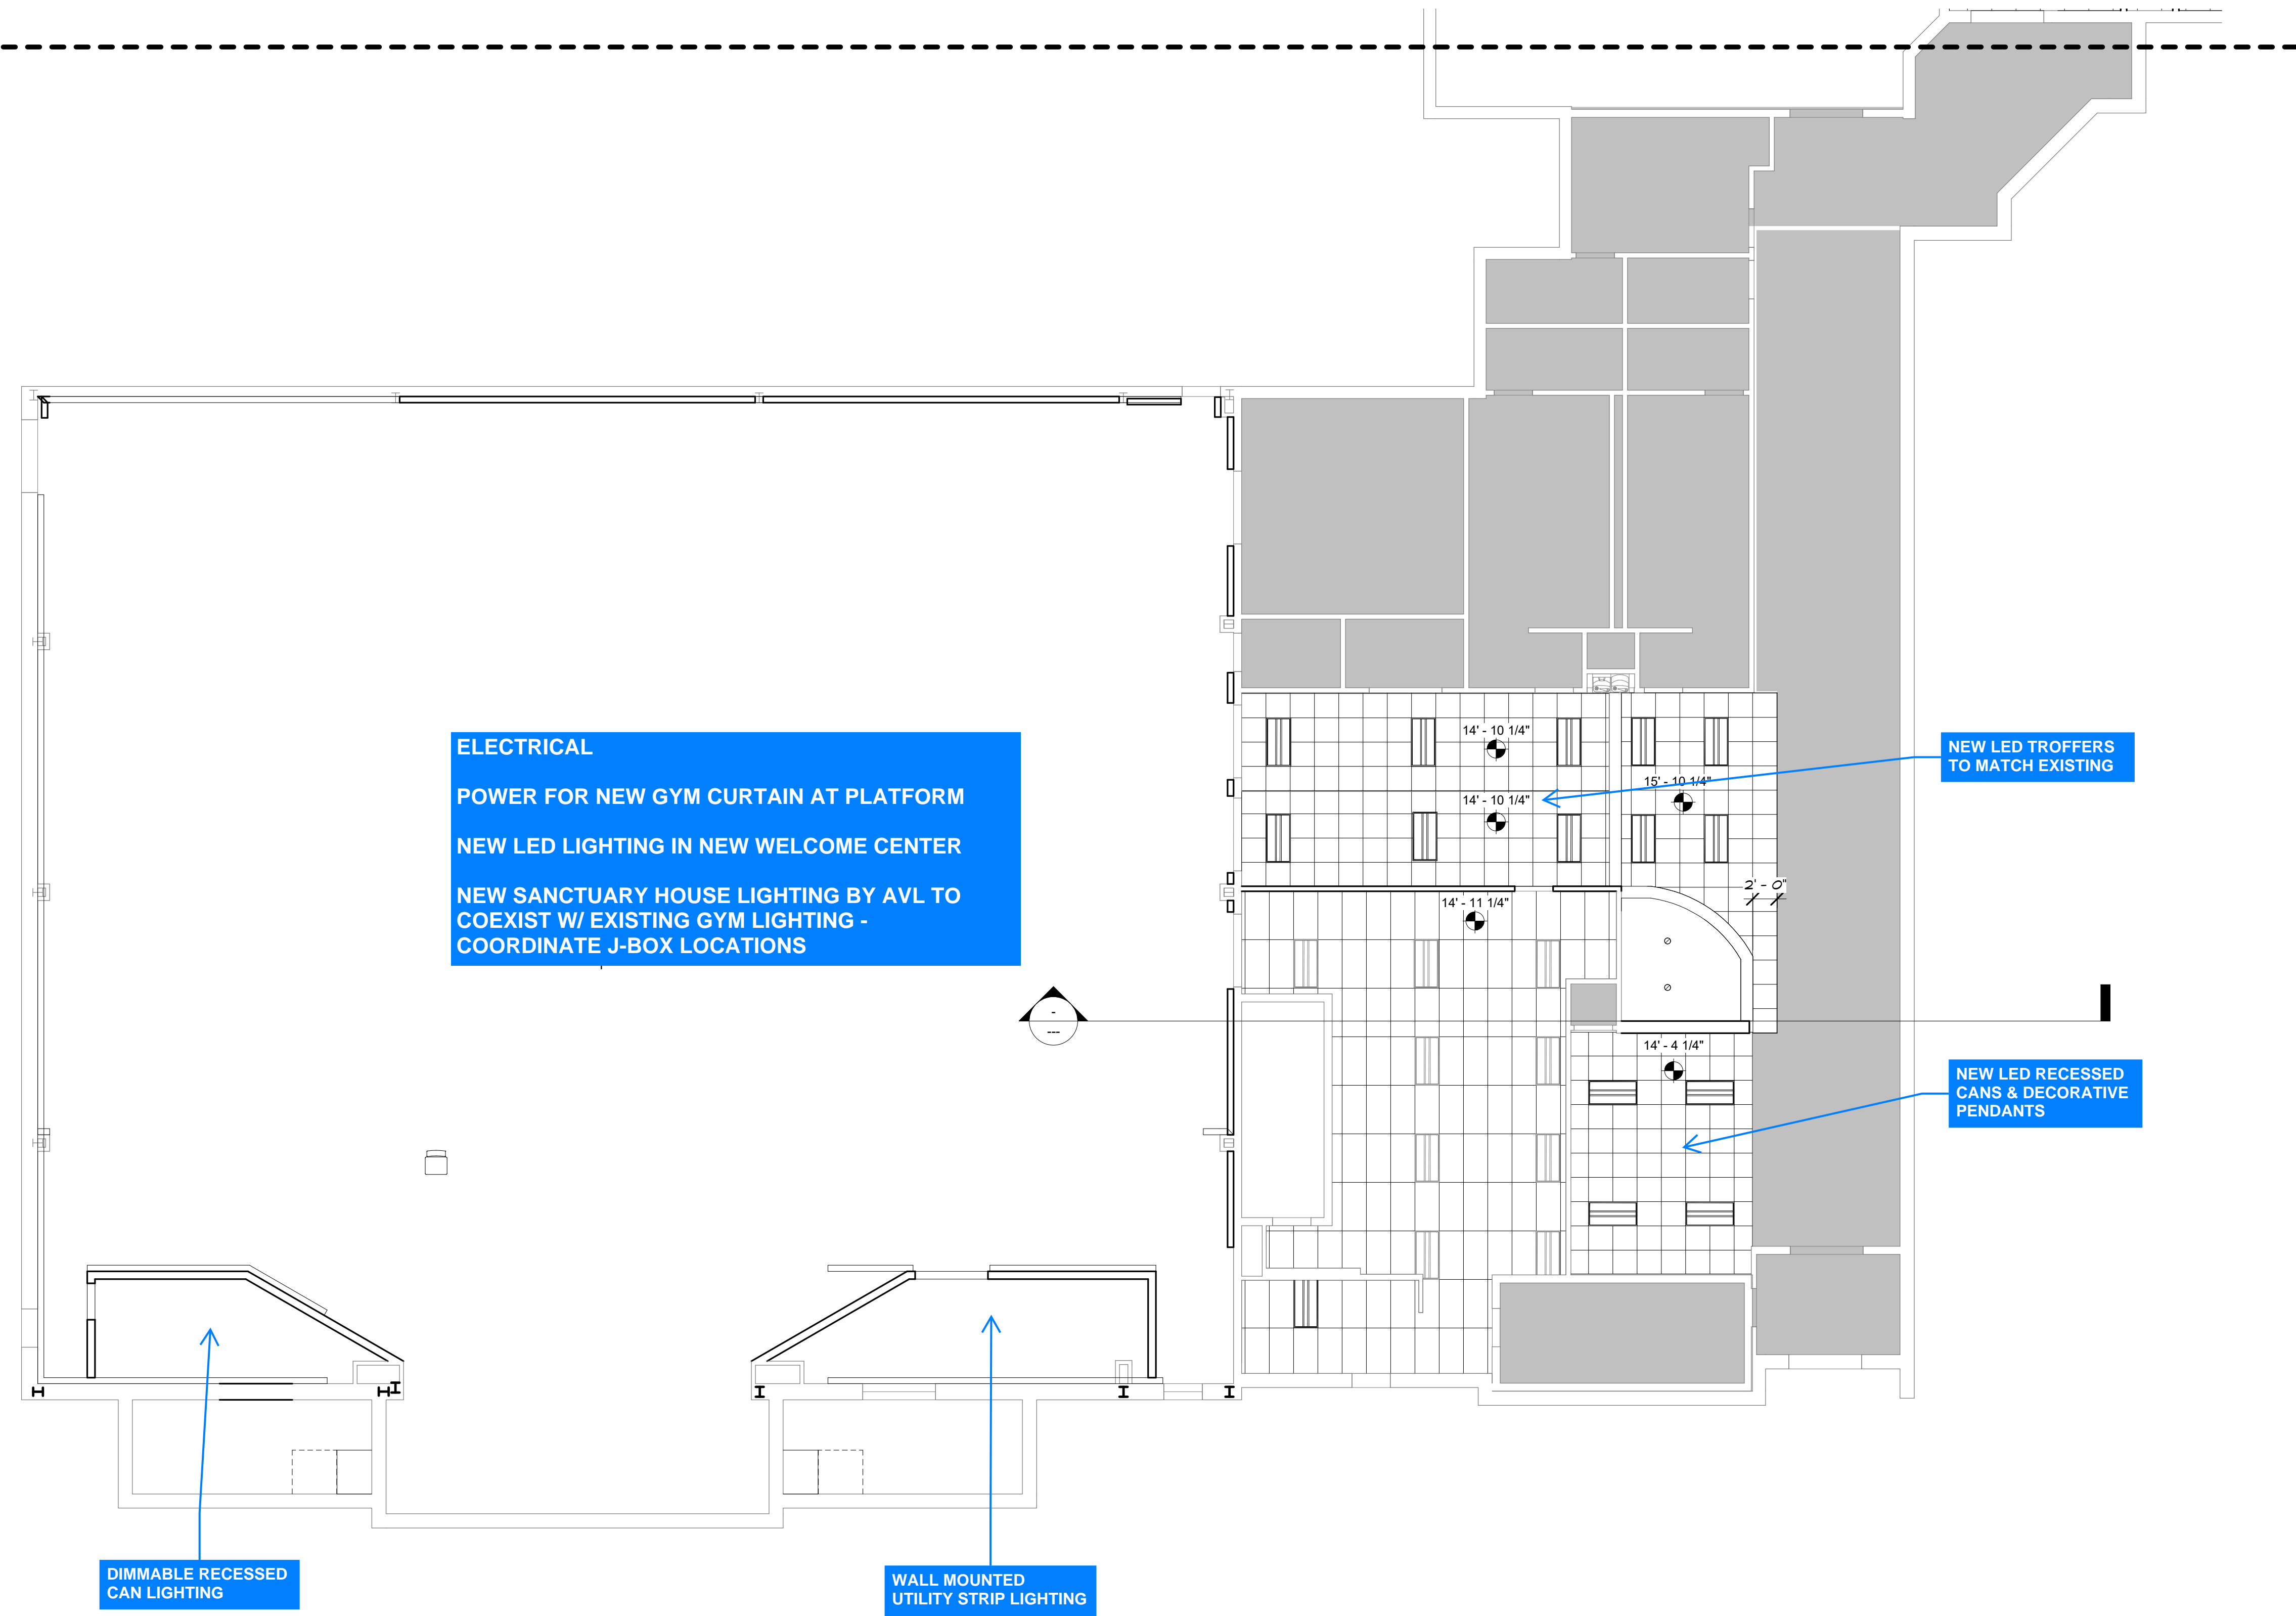 14' - 10 1/4"
14' - 10 1/4"
15' - 10 1/4"
2' - 0"
14' - 11 1/4"
14' - 4 1/4"
ELECTRICAL
POWER FOR NEW GYM CURTAIN AT PLATFORM
NEW LED LIGHTING IN NEW WELCOME CENTER
NEW SANCTUARY HOUSE LIGHTING BY AVL TO
COEXIST W/ EXISTING GYM LIGHTING -
COORDINATE J-BOX LOCATIONS
NEW LED TROFFERS
TO MATCH EXISTING
-
---
NEW LED RECESSED
CANS & DECORATIVE
PENDANTS
DIMMABLE RECESSED
CAN LIGHTING
WALL MOUNTED
UTILITY STRIP LIGHTING